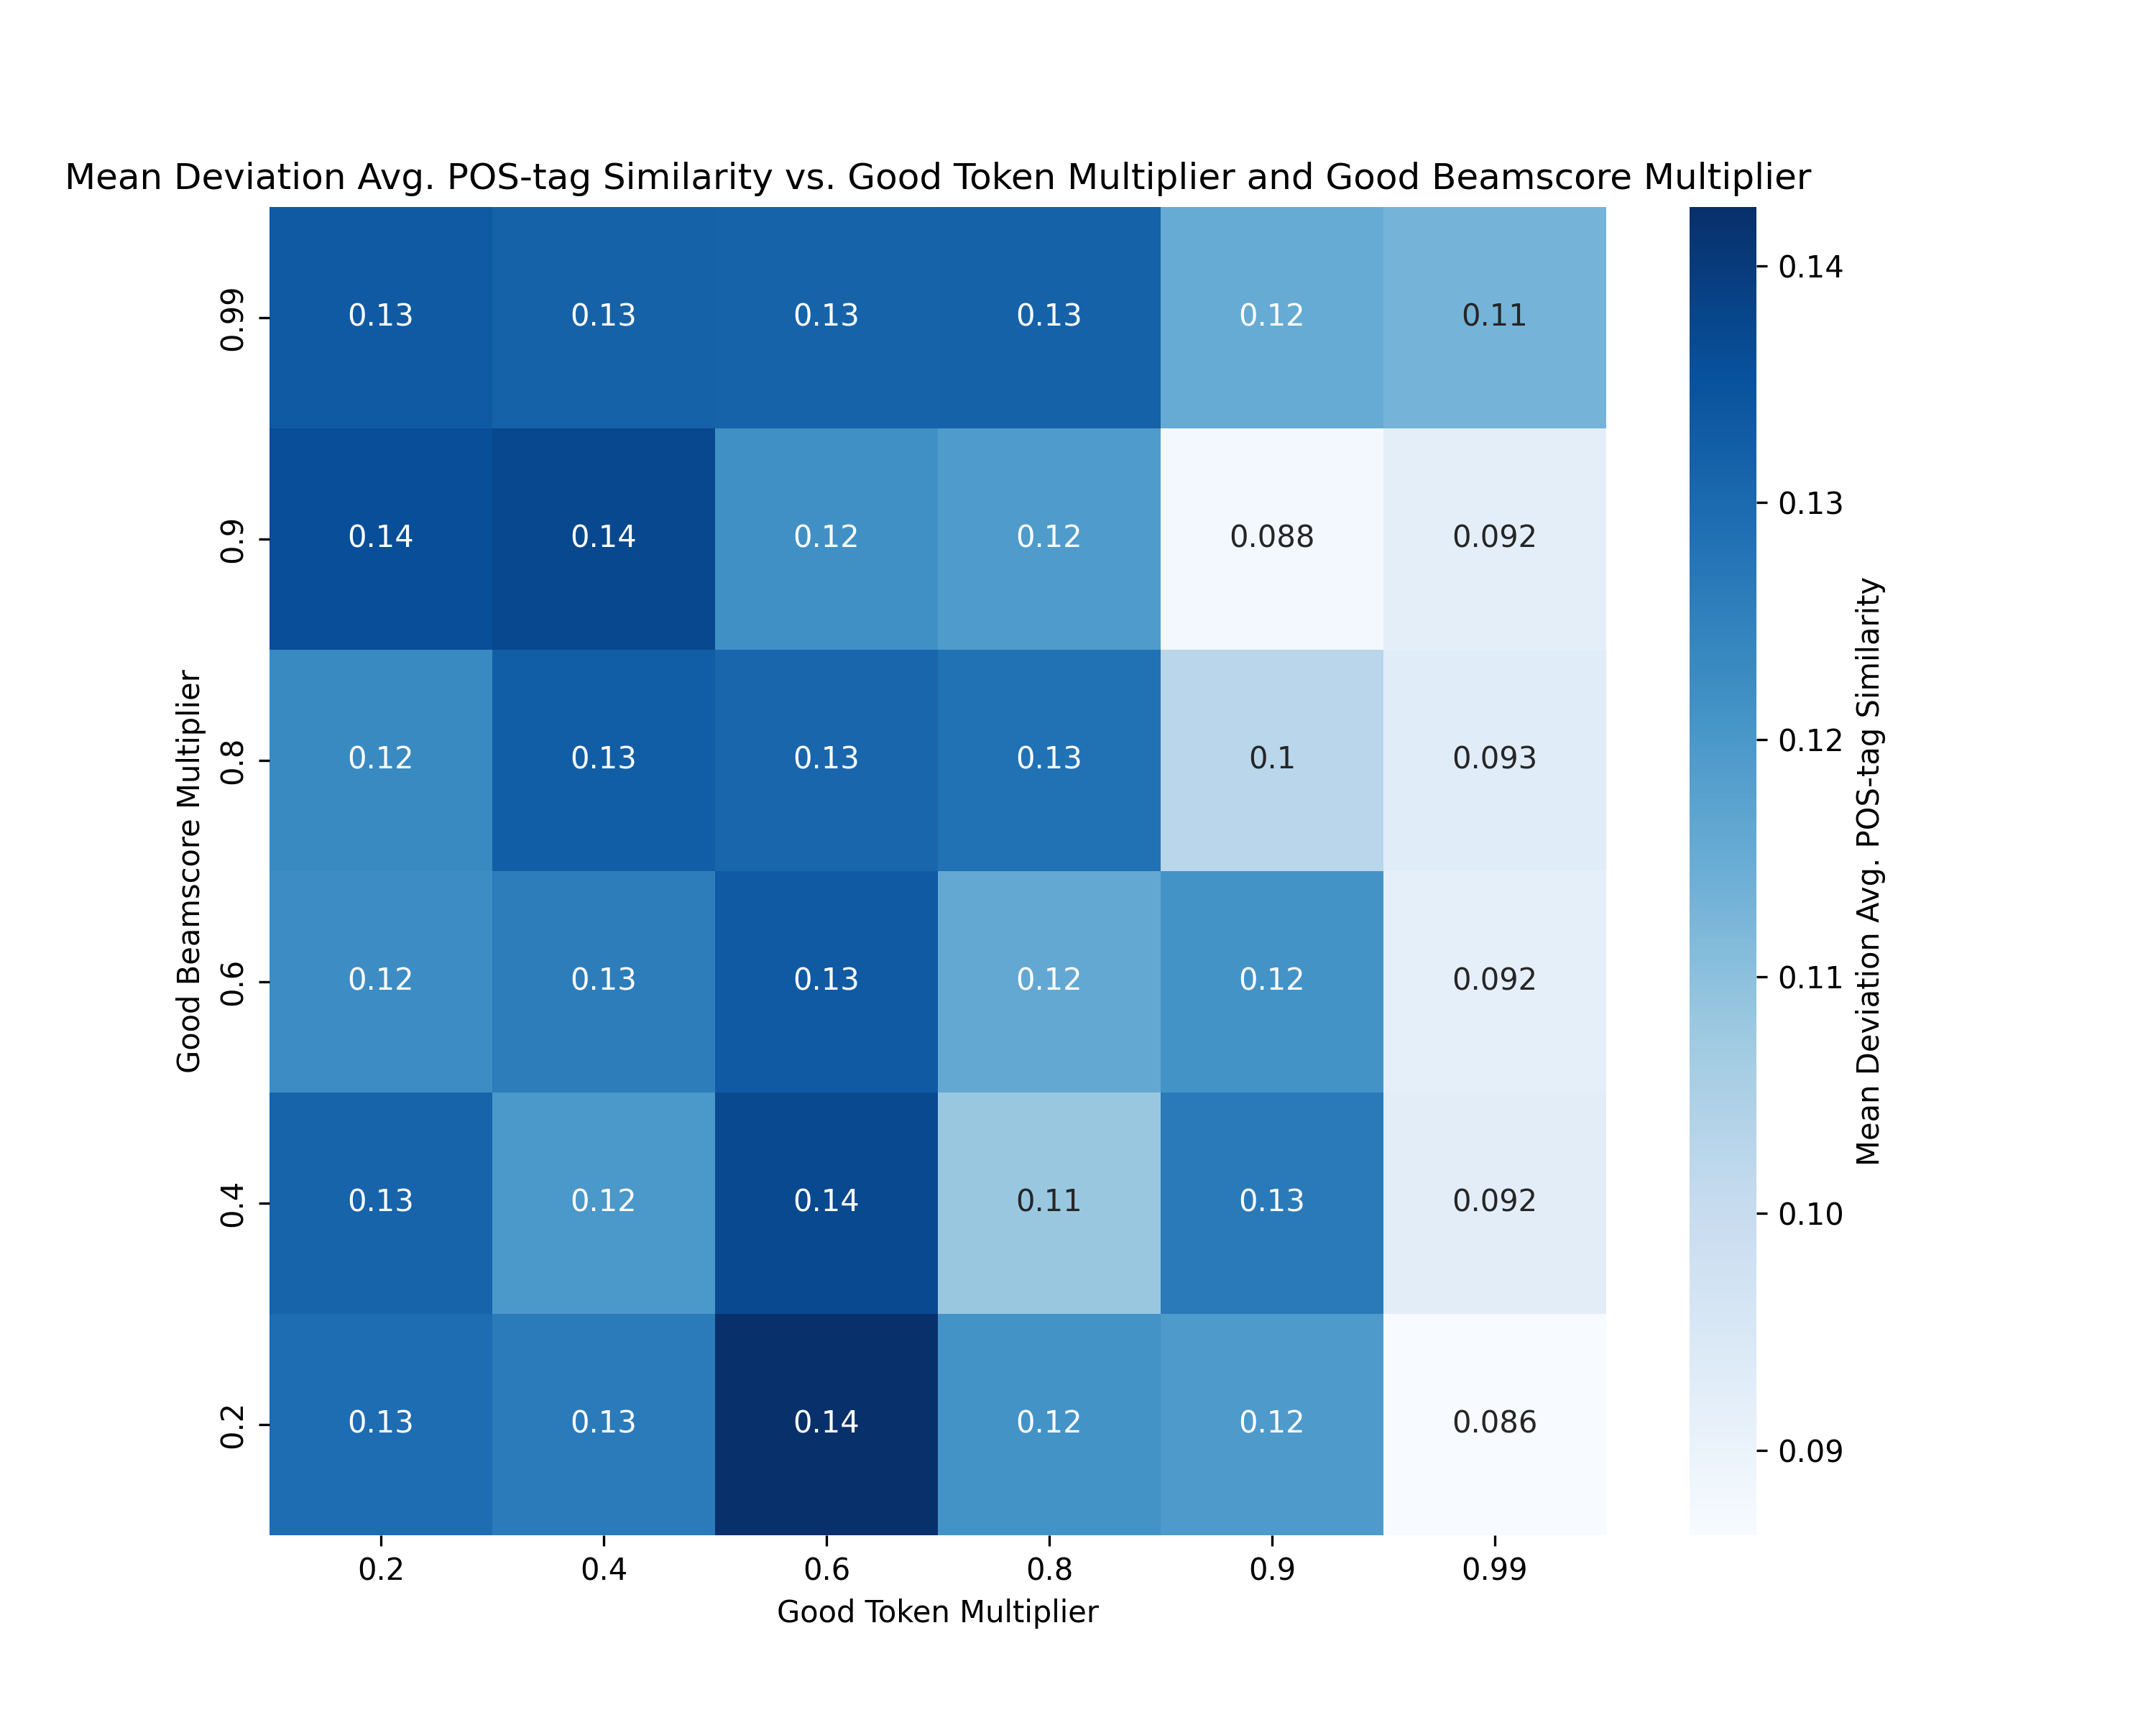 Mean Deviation Avg. POS-tag Similarity vs. Good Token Multiplier and Good Beamscore Multiplier
Good Beamscore Multiplier
0.99 0.13 0.13 0.13 0.13 0.12 0.11
0.9 0.14 0.14 0.12 0.12 0.088 0.092
0.8 0.12 0.13 0.13 0.13 0.1 0.093
0.6 0.12 0.13 0.13 0.12 0.12 0.092
0.4 0.13 0.12 0.14 0.11 0.13 0.092
0.2 0.13 0.13 0.14 0.12 0.12 0.086
0.2 0.4 0.6 0.8 0.9 0.99
Good Token Multiplier
0.14
0.13
0.12
0.11
0.10
0.09
Mean Deviation Avg. POS-tag Similarity